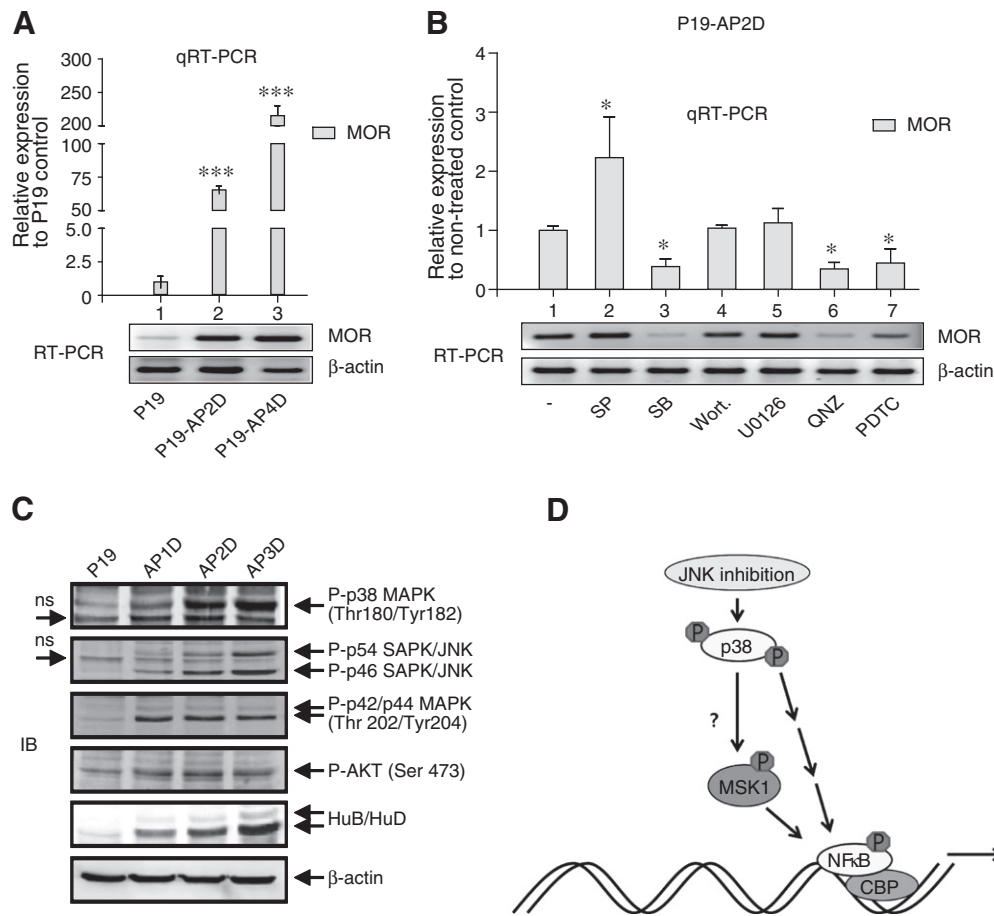 A
qRT-PCR
Relative expression
to P19 control
300
250
200
100
75
50
5.0
2.5
0
***
***
MOR
1 2 3
RT-PCR
MOR
β-actin
P19
P19-AP2D
P19-AP4D
B
P19-AP2D
qRT-PCR
Relative expression
to non-treated control
4
3
2
1
0
*
*
*
*
MOR
1 2 3 4 5 6 7
RT-PCR
MOR
β-actin
-
SP
SB
Wort.
U0126
QNZ
PDTC
C
P19
AP1D
AP2D
AP3D
ns
P-p38 MAPK
(Thr180/Tyr182)
ns
P-p54 SAPK/JNK
P-p46 SAPK/JNK
P-p42/p44 MAPK
(Thr 202/Tyr204)
IB
P-AKT (Ser 473)
HuB/HuD
β-actin
D
JNK inhibition
P
p38
P
?
P
MSK1
P
NFκB
CBP